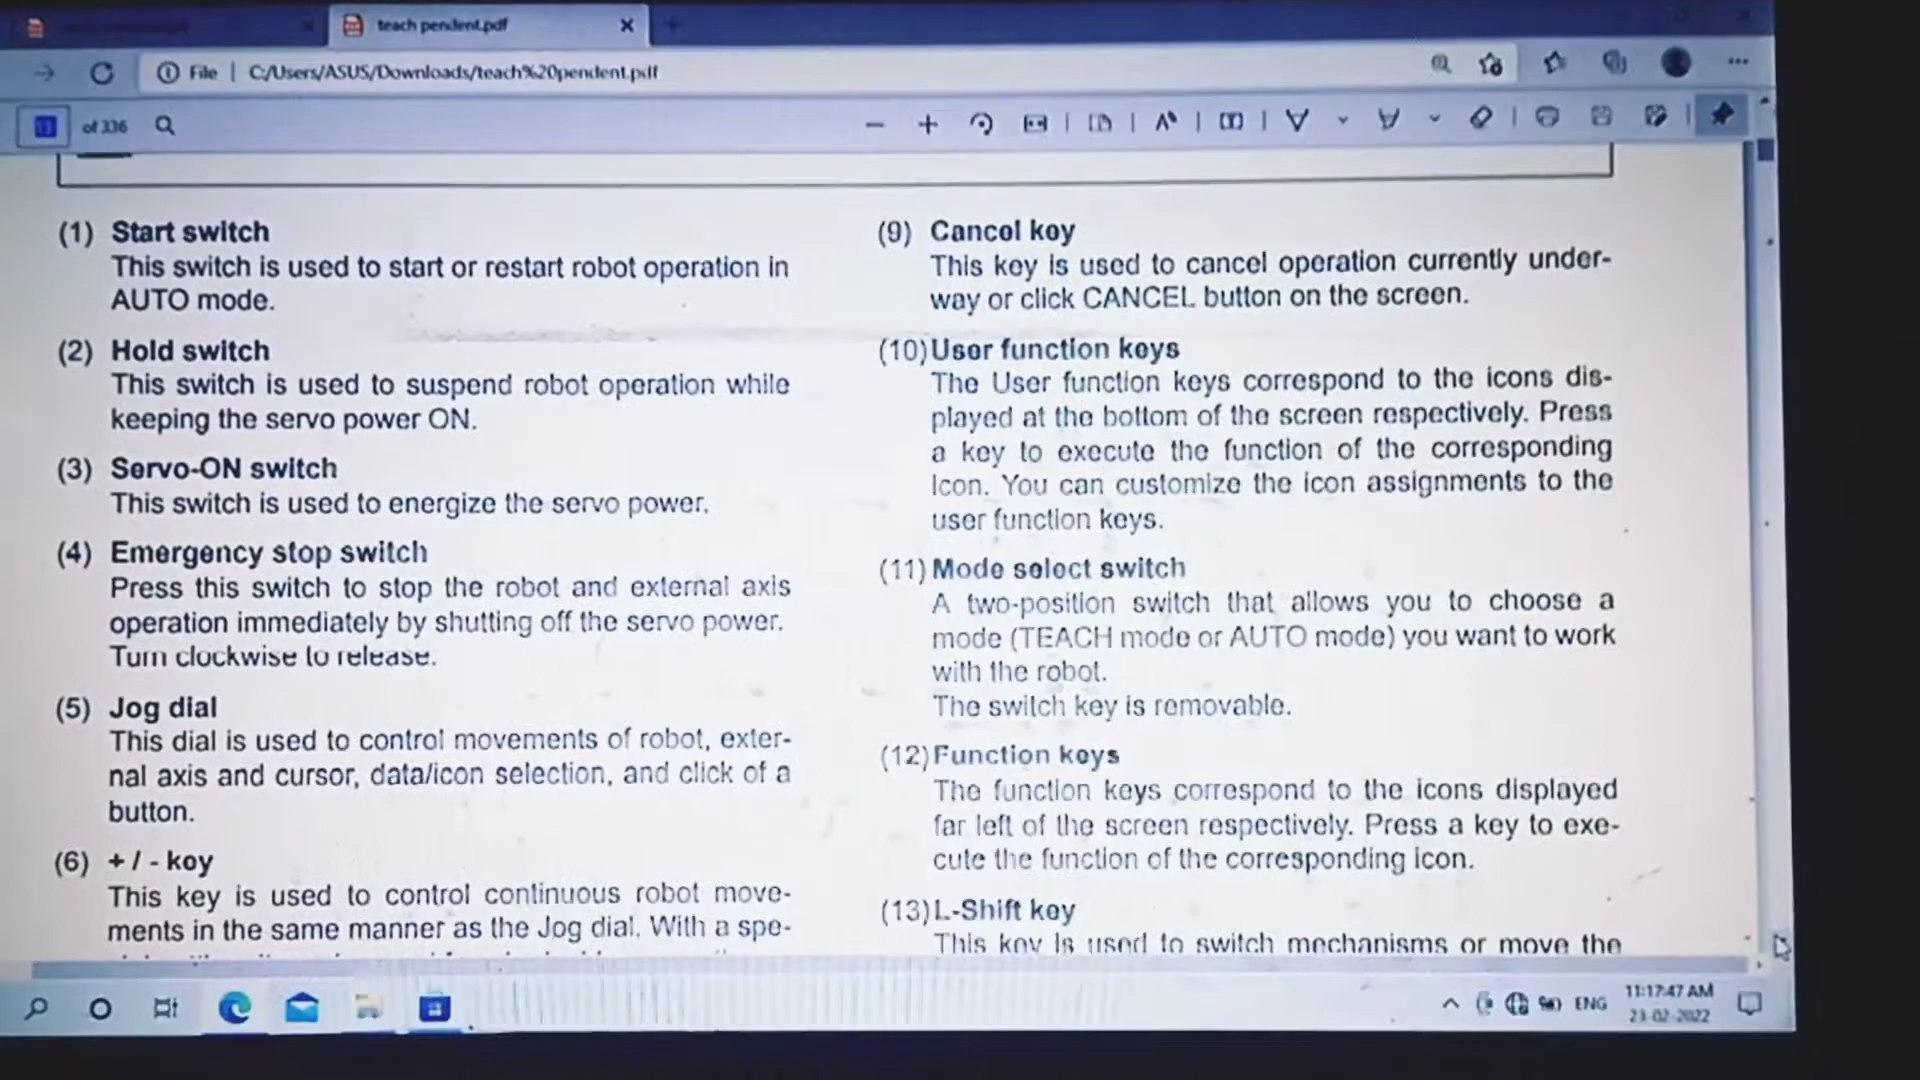 teach pendent.pdf
File | C:/Users/ASUS/Downloads/teach%20pendent.pdf
of 336
(1) Start switch
This switch is used to start or restart robot operation in
AUTO mode.
(2) Hold switch
This switch is used to suspend robot operation while
keeping the servo power ON.
(3) Servo-ON switch
This switch is used to energize the servo power.
(4) Emergency stop switch
Press this switch to stop the robot and external axis
operation immediately by shutting off the servo power.
Turn clockwise to release.
(5) Jog dial
This dial is used to control movements of robot, exter-
nal axis and cursor, data/icon selection, and click of a
button.
(6) + / - key
This key is used to control continuous robot move-
ments in the same manner as the Jog dial. With a spe-
(9) Cancel key
This key is used to cancel operation currently under-
way or click CANCEL button on the screen.
(10) User function keys
The User function keys correspond to the icons dis-
played at the bottom of the screen respectively. Press
a key to execute the function of the corresponding
icon. You can customize the icon assignments to the
user function keys.
(11) Mode select switch
A two-position switch that allows you to choose a
mode (TEACH mode or AUTO mode) you want to work
with the robot.
The switch key is removable.
(12) Function keys
The function keys correspond to the icons displayed
far left of the screen respectively. Press a key to exe-
cute the function of the corresponding icon.
(13) L-Shift key
This key is used to switch mechanisms or move the
ENG
11:17:47 AM
23-02-2022